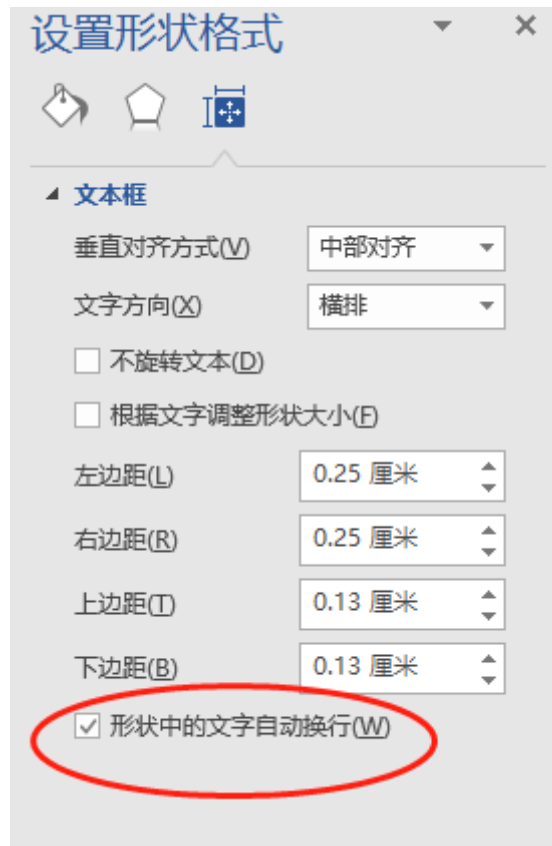 设置形状格式
文本框
垂直对齐方式(V) 中部对齐
文字方向(X) 横排
不旋转文本(D)
根据文字调整形状大小(F)
左边距(L) 0.25 厘米
右边距(R) 0.25 厘米
上边距(T) 0.13 厘米
下边距(B) 0.13 厘米
形状中的文字自动换行(W)